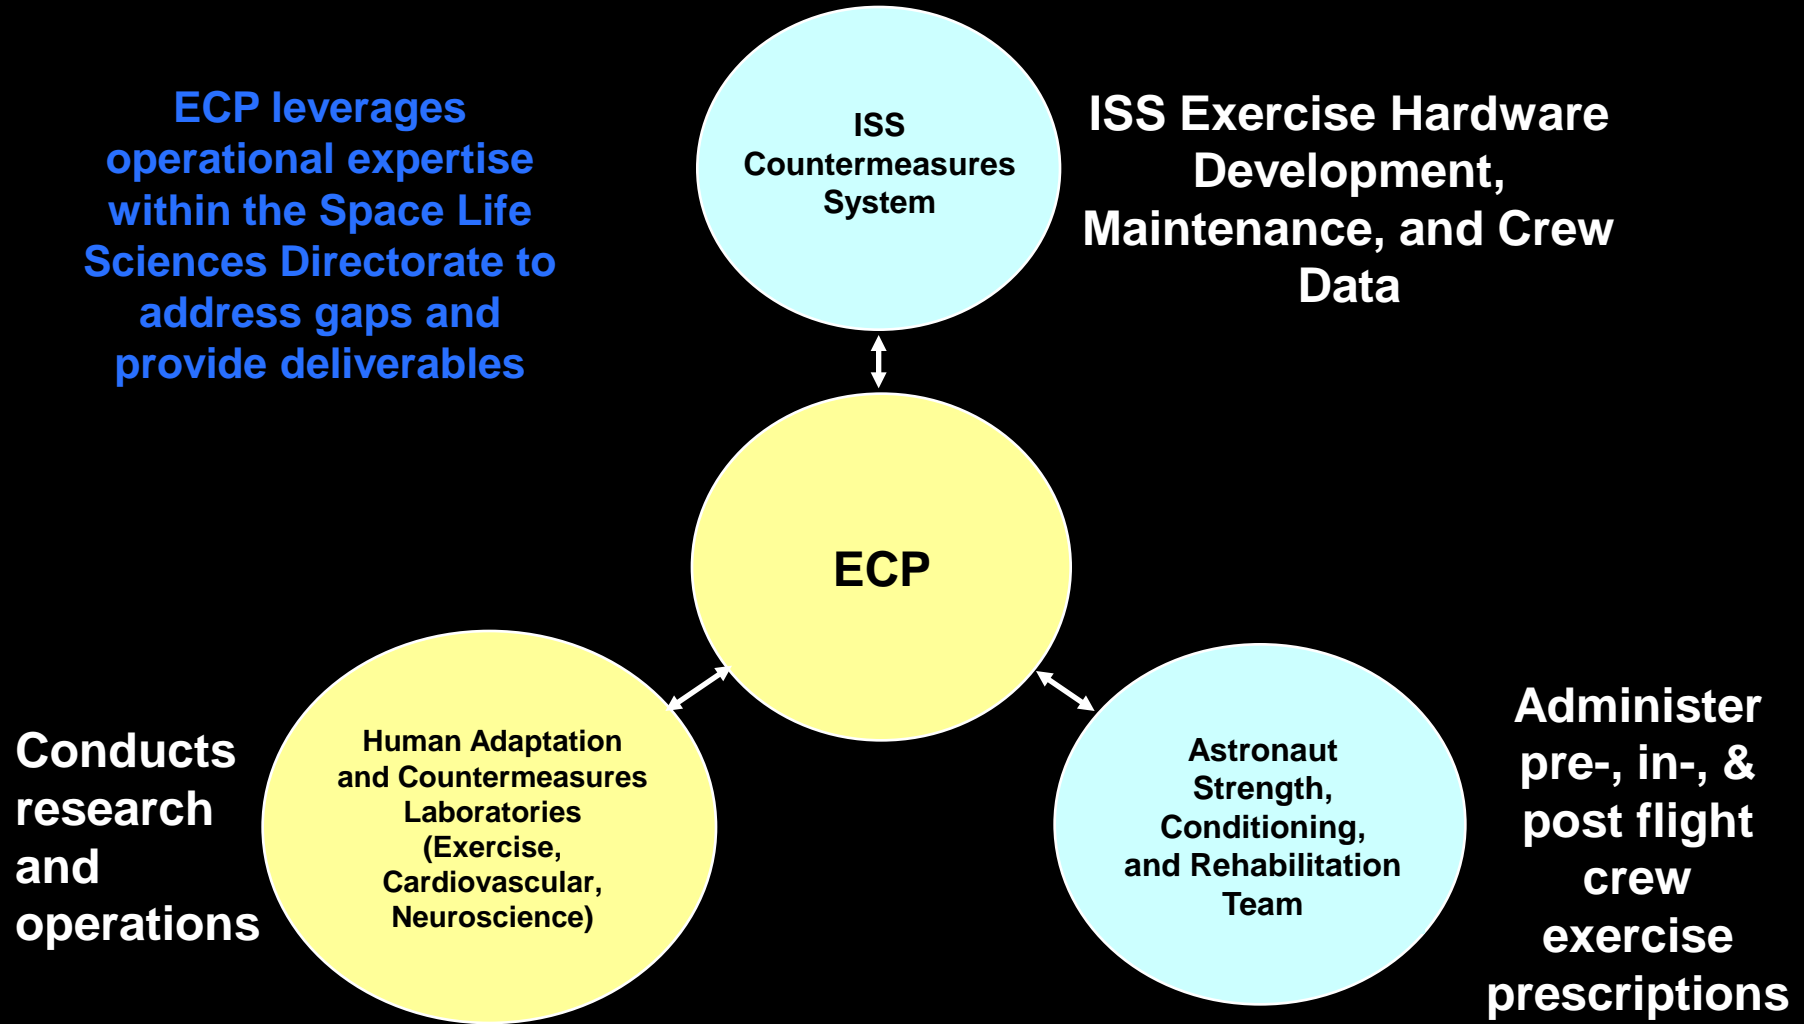 ECP leverages
operational expertise
within the Space Life
Sciences Directorate to
address gaps and
provide deliverables
ISS
Countermeasures
System
ISS Exercise Hardware
Development,
Maintenance, and Crew
Data
ECP
Conducts
research
and
operations
Human Adaptation
and Countermeasures
Laboratories
(Exercise,
Cardiovascular,
Neuroscience)
Astronaut
Strength,
Conditioning,
and Rehabilitation
Team
Administer
pre-, in-, &
post flight
crew
exercise
prescriptions